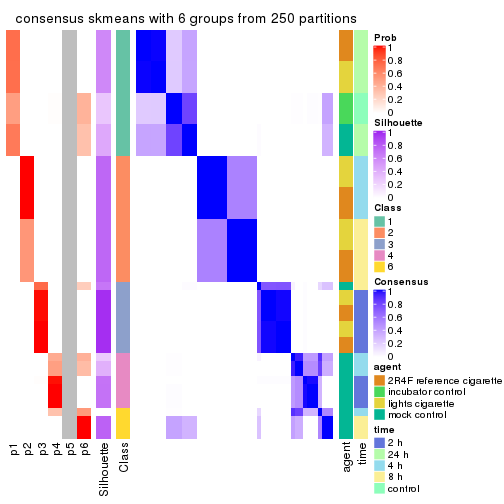 consensus skmeans with 6 groups from 250 partitions
Prob
1
0.8
0.6
0.4
0.2
0
Silhouette
1
0.8
0.6
0.4
0.2
0
Class
1
2
3
4
6
Consensus
1
0.8
0.6
0.4
0.2
0
agent
2R4F reference cigarette
incubator control
lights cigarette
mock control
time
2 h
24 h
4 h
8 h
control
p1
p2
p3
p4
p5
p6
Silhouette
Class
agent
time